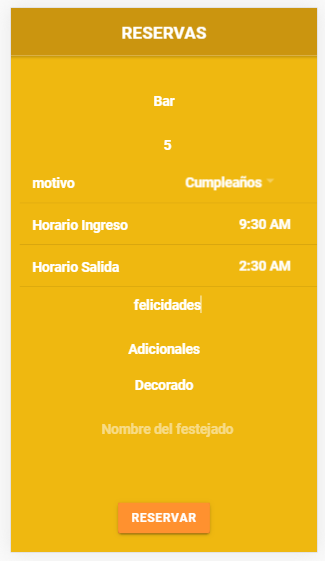 RESERVAS
Bar
5
motivo Cumpleaños
Horario Ingreso 9:30 AM
Horario Salida 2:30 AM
felicidades
Adicionales
Decorado
Nombre del festejado
RESERVAR